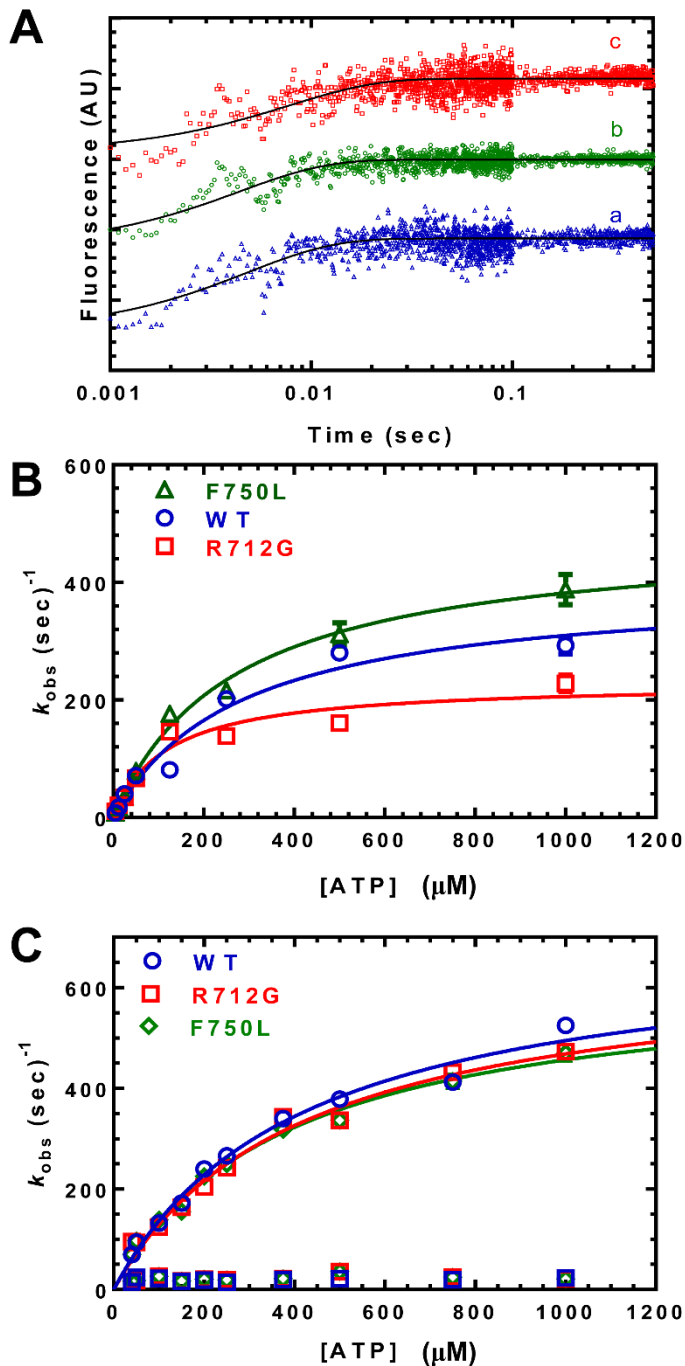 A
Fluorescence (AU)
c
b
a
0.001
0.01
0.1
Time (sec)
B
600
400
200
0
kobs (sec)-1
F750L
WT
R712G
0
200
400
600
800
1000
1200
[ATP] (μM)
C
600
400
200
0
kobs (sec)-1
WT
R712G
F750L
0
200
400
600
800
1000
1200
[ATP] (μM)